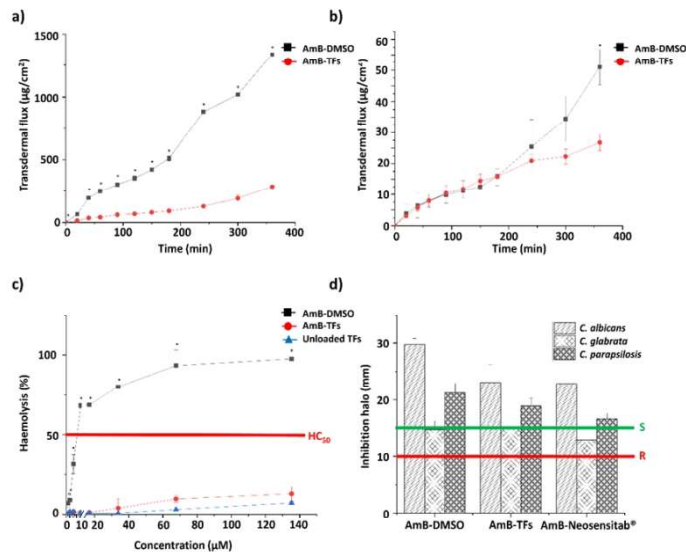 a)
1500
1000
500
0
0
100
200
300
400
Transdermal flux (µg/cm²)
Time (min)
AmB-DMSO
AmB-TFs
b)
60
50
40
30
20
10
0
0
100
200
300
400
Transdermal flux (µg/cm²)
Time (min)
AmB-DMSO
AmB-TFs
c)
AmB-DMSO
AmB-TFs
Unloaded TFs
100
50
0
HC50
Haemolysis (%)
0
10
20
40
60
80
100
120
140
Concentration (µM)
d)
C. albicans
C. glabrata
C. parapsilosis
30
20
10
0
S
R
Inhibition halo (mm)
AmB-DMSO
AmB-TFs
AmB-Neosensitab®